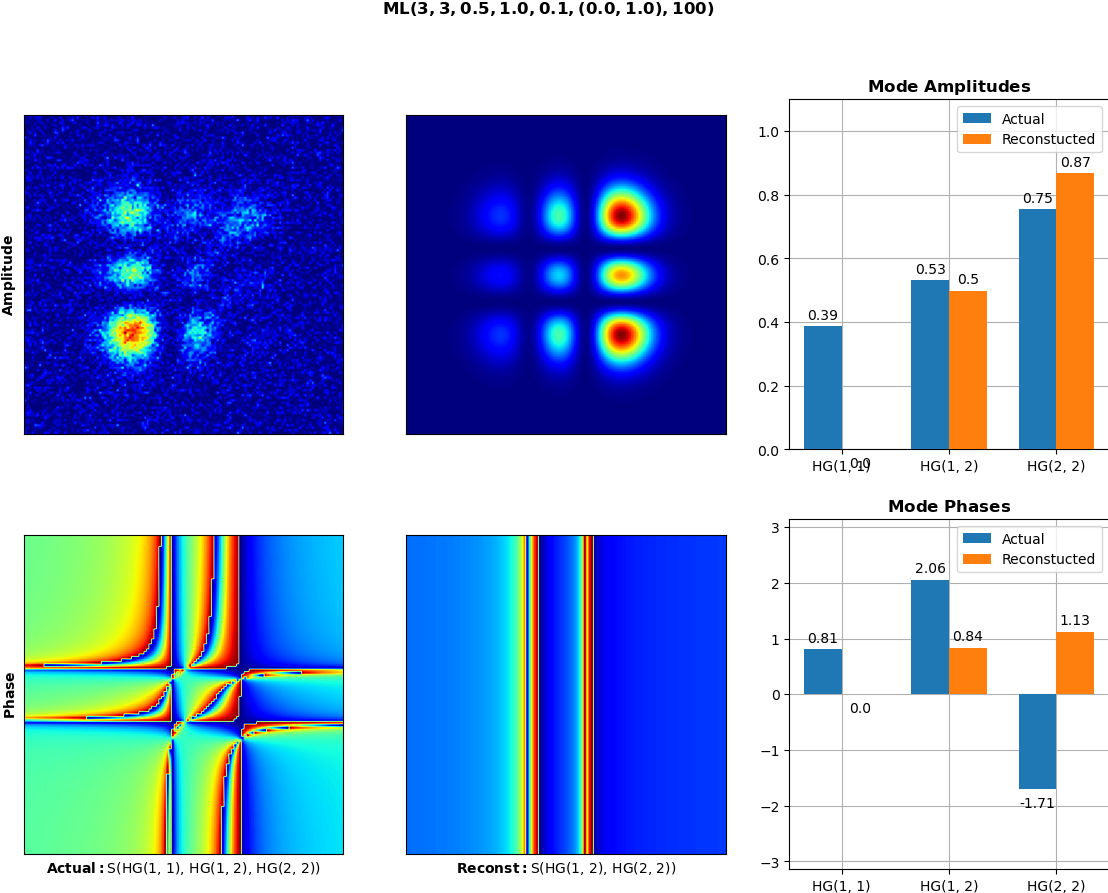 ML(3, 3, 0.5, 1.0, 0.1, (0.0, 1.0), 100)
Amplitude
Mode Amplitudes
Actual
Reconstucted
1.0
0.8
0.6
0.4
0.2
0.0
0.39
0.0
0.53
0.5
0.75
0.87
HG(1, 1)
HG(1, 2)
HG(2, 2)
Phase
Actual: S(HG(1, 1), HG(1, 2), HG(2, 2))
Reconst: S(HG(1, 2), HG(2, 2))
Mode Phases
Actual
Reconstucted
3
2
1
0
−1
−2
−3
0.81
0.0
2.06
0.84
-1.71
1.13
HG(1, 1)
HG(1, 2)
HG(2, 2)